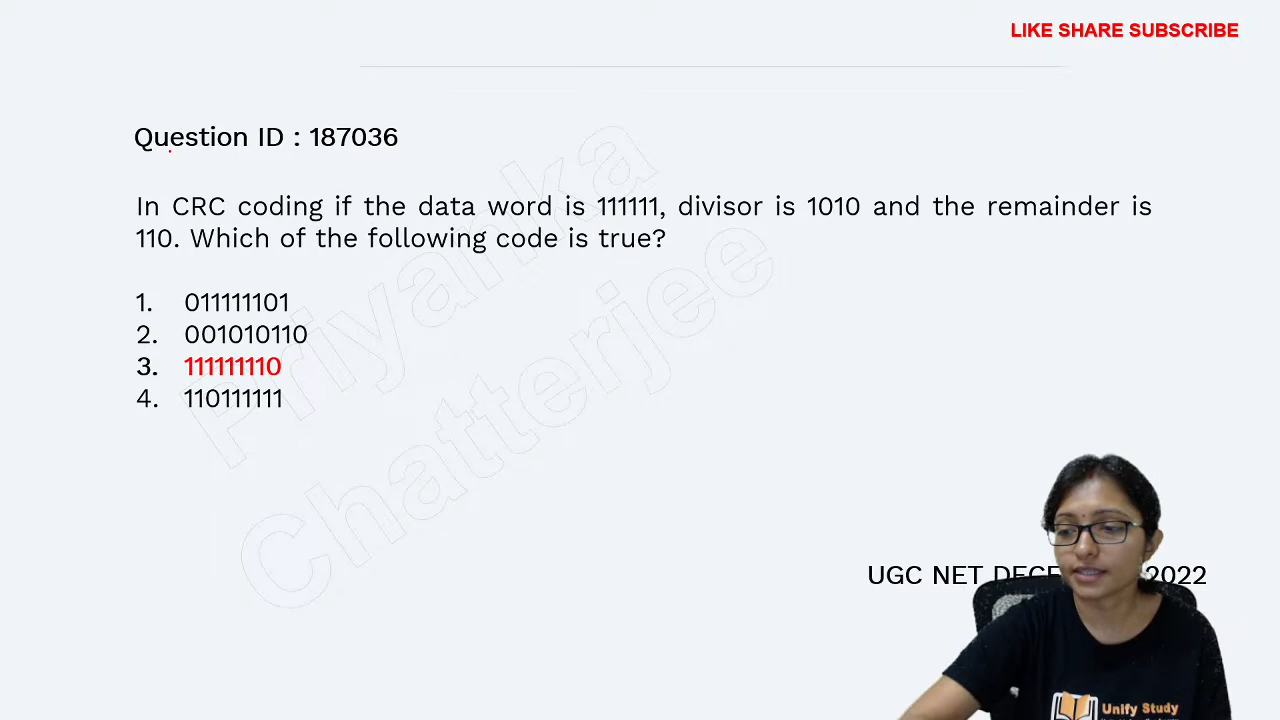 LIKE SHARE SUBSCRIBE
Question ID : 187036
In CRC coding if the data word is 111111, divisor is 1010 and the remainder is
110. Which of the following code is true?
1. 011111101
2. 001010110
3. 111111110
4. 110111111
Priyanka
Chatterjee
UGC NET 2022
Unify Study